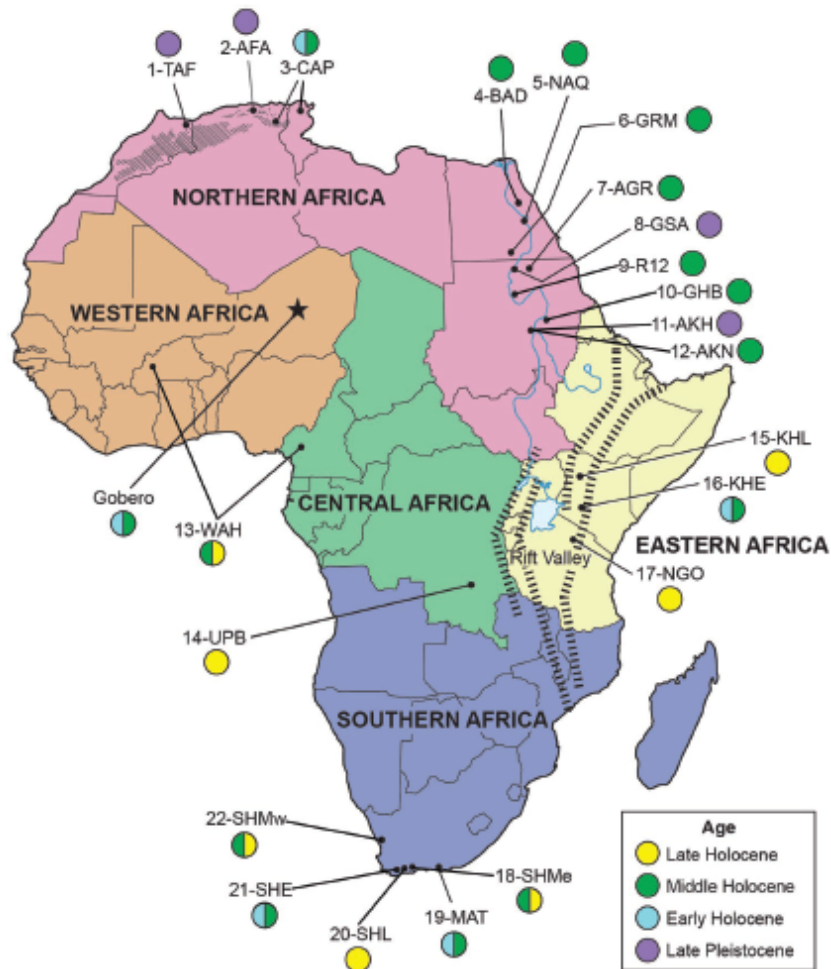 2-AFA
1-TAF
3-CAP
4-BAD
5-NAQ
6-GRM
7-AGR
8-GSA
9-R12
10-GHB
11-AKH
12-AKN
NORTHERN AFRICA
WESTERN AFRICA
15-KHL
16-KHE
EASTERN AFRICA
17-NGO
Gobero
13-WAH
CENTRAL AFRICA
Rift Valley
14-UPB
SOUTHERN AFRICA
22-SHMw
21-SHE
20-SHL
19-MAT
18-SHMe
Age
Late Holocene
Middle Holocene
Early Holocene
Late Pleistocene